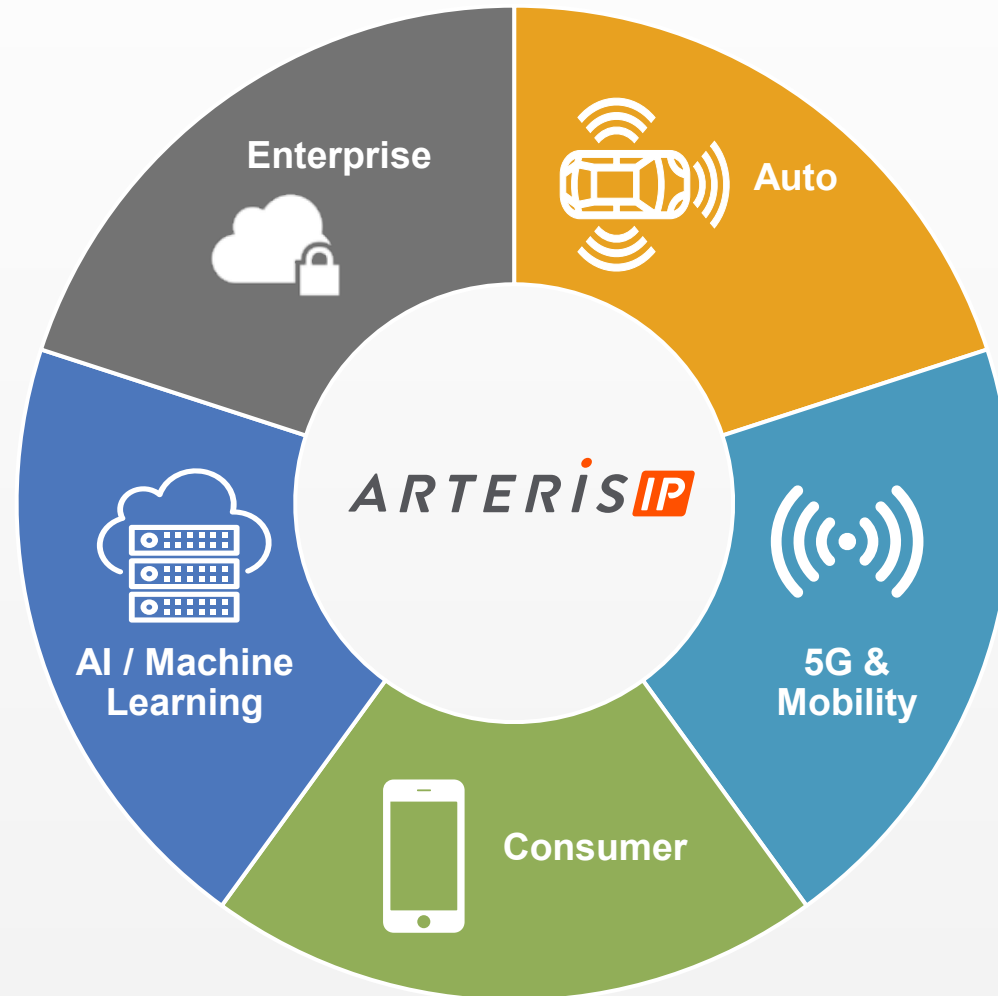 Enterprise
Auto
ARTERIS IP
AI / Machine
Learning
5G &
Mobility
Consumer